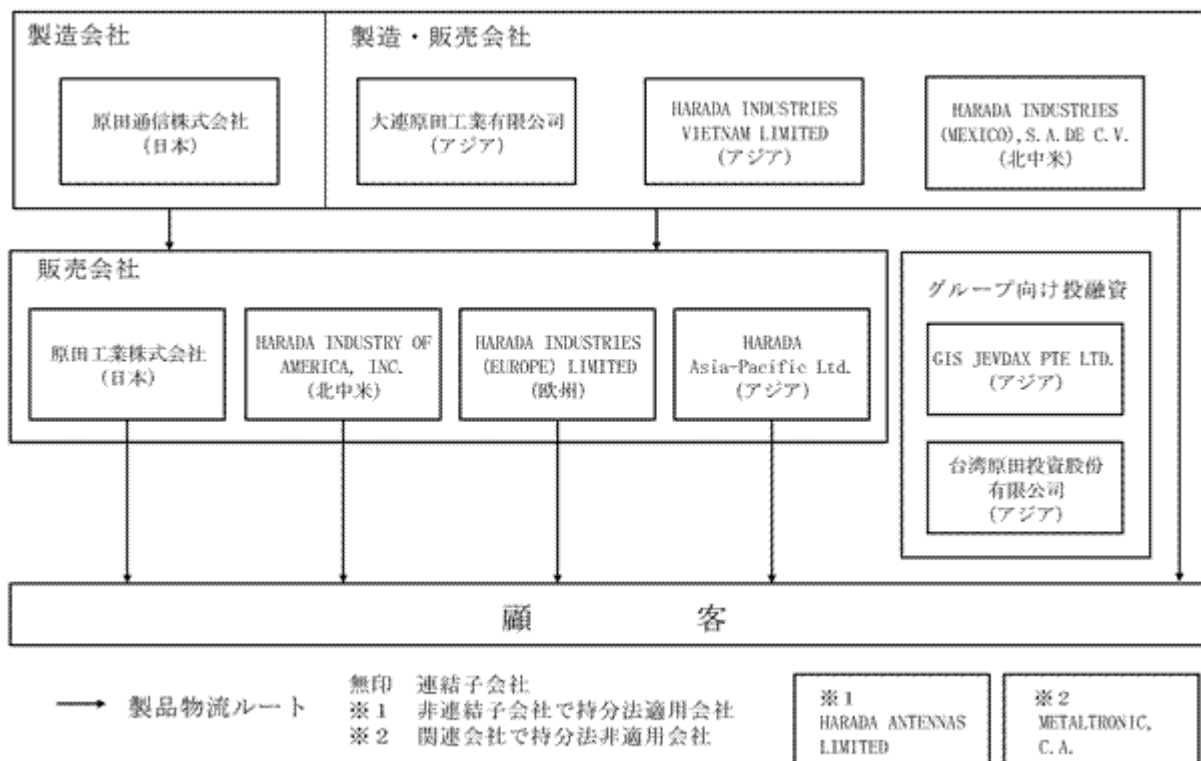 製造会社
製造・販売会社
原田通信株式会社
(日本)
大連原田工業有限公司
(アジア)
HARADA INDUSTRIES
VIETNAM LIMITED
(アジア)
HARADA INDUSTRIES
(MEXICO), S.A. DE C.V.
(北中米)
販売会社
原田工業株式会社
(日本)
HARADA INDUSTRY OF
AMERICA, INC.
(北中米)
HARADA INDUSTRIES
(EUROPE) LIMITED
(欧州)
HARADA
Asia-Pacific Ltd.
(アジア)
グループ向け投融資
GIS JEVDAX PTE LTD.
(アジア)
台湾原田投資股份
有限公司
(アジア)
顧 客
製品物流ルート
無印 連結子会社
※1 非連結子会社で持分法適用会社
※2 関連会社で持分法非適用会社
※1
HARADA ANTENNAS
LIMITED
※2
METALTRONIC,
C.A.